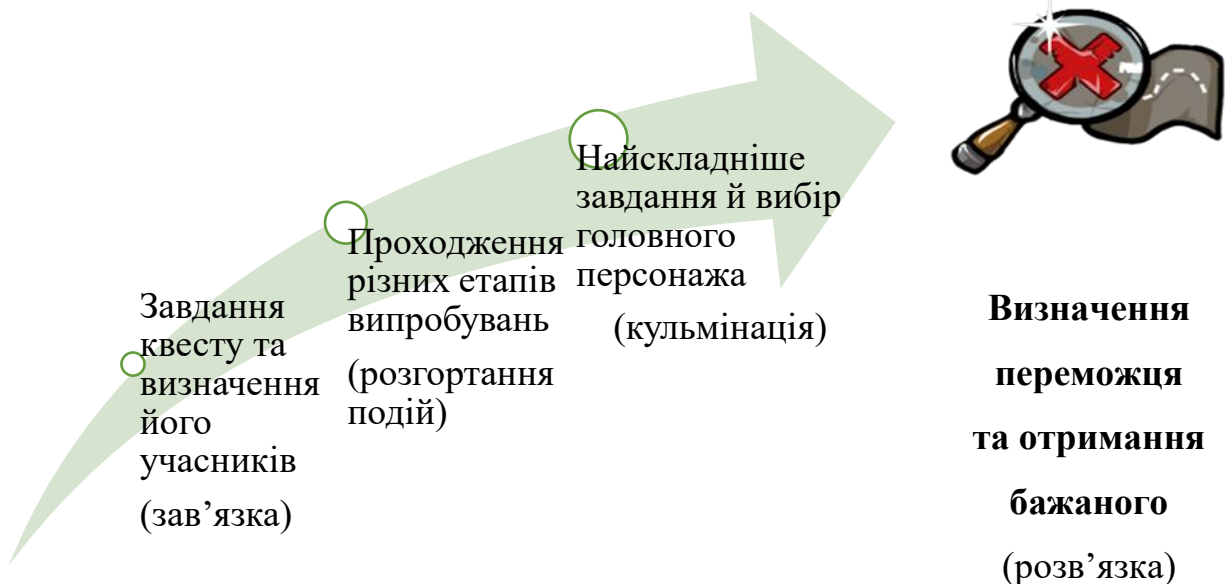 Завдання
квесту та
визначення
його
учасників
(зав’язка)
Проходження
різних етапів
випробувань
(розгортання
подій)
Найскладніше
завдання й вибір
головного
персонажа
(кульмінація)
Визначення
переможця
та отримання
бажаного
(розв’язка)